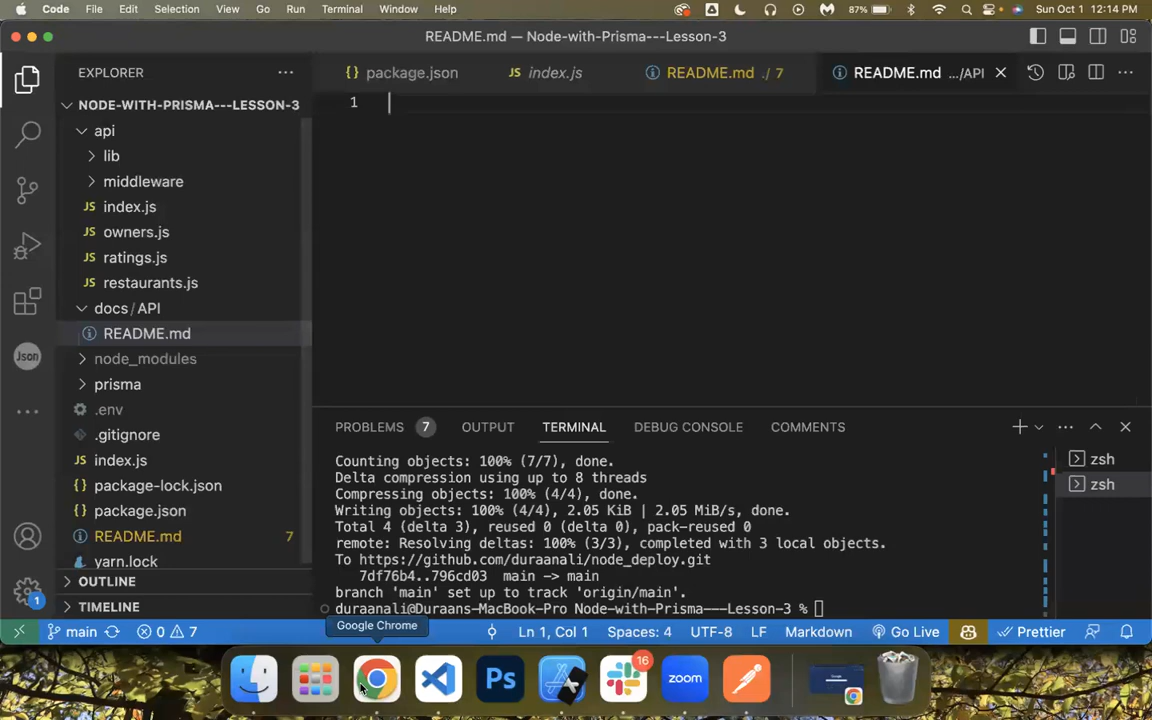 Code File Edit Selection View Go Run Terminal Window Help 87% Sun Oct 1 12:14 PM
README.md — Node-with-Prisma---Lesson-3
EXPLORER
package.json
index.js
README.md ./ 7
README.md .../API
NODE-WITH-PRISMA---LESSON-3
1
api
lib
middleware
JS index.js
JS owners.js
JS ratings.js
JS restaurants.js
docs / API
README.md
node_modules
prisma
.env
.gitignore
JS index.js
{} package-lock.json
{} package.json
README.md 7
yarn.lock
OUTLINE
TIMELINE
Json
1
PROBLEMS 7 OUTPUT TERMINAL DEBUG CONSOLE COMMENTS
Counting objects: 100% (7/7), done.
Delta compression using up to 8 threads
Compressing objects: 100% (4/4), done.
Writing objects: 100% (4/4), 2.05 KiB | 2.05 MiB/s, done.
Total 4 (delta 3), reused 0 (delta 0), pack-reused 0
remote: Resolving deltas: 100% (3/3), completed with 3 local objects.
To https://github.com/duraanali/node_deploy.git
7df76b4..796cd03 main -> main
branch 'main' set up to track 'origin/main'.
duraanali@Duraans-MacBook-Pro Node-with-Prisma---Lesson-3 %
zsh
zsh
Google Chrome
main 0 7 Ln 1, Col 1 Spaces: 4 UTF-8 LF Markdown Go Live Prettier
Ps
16
zoom